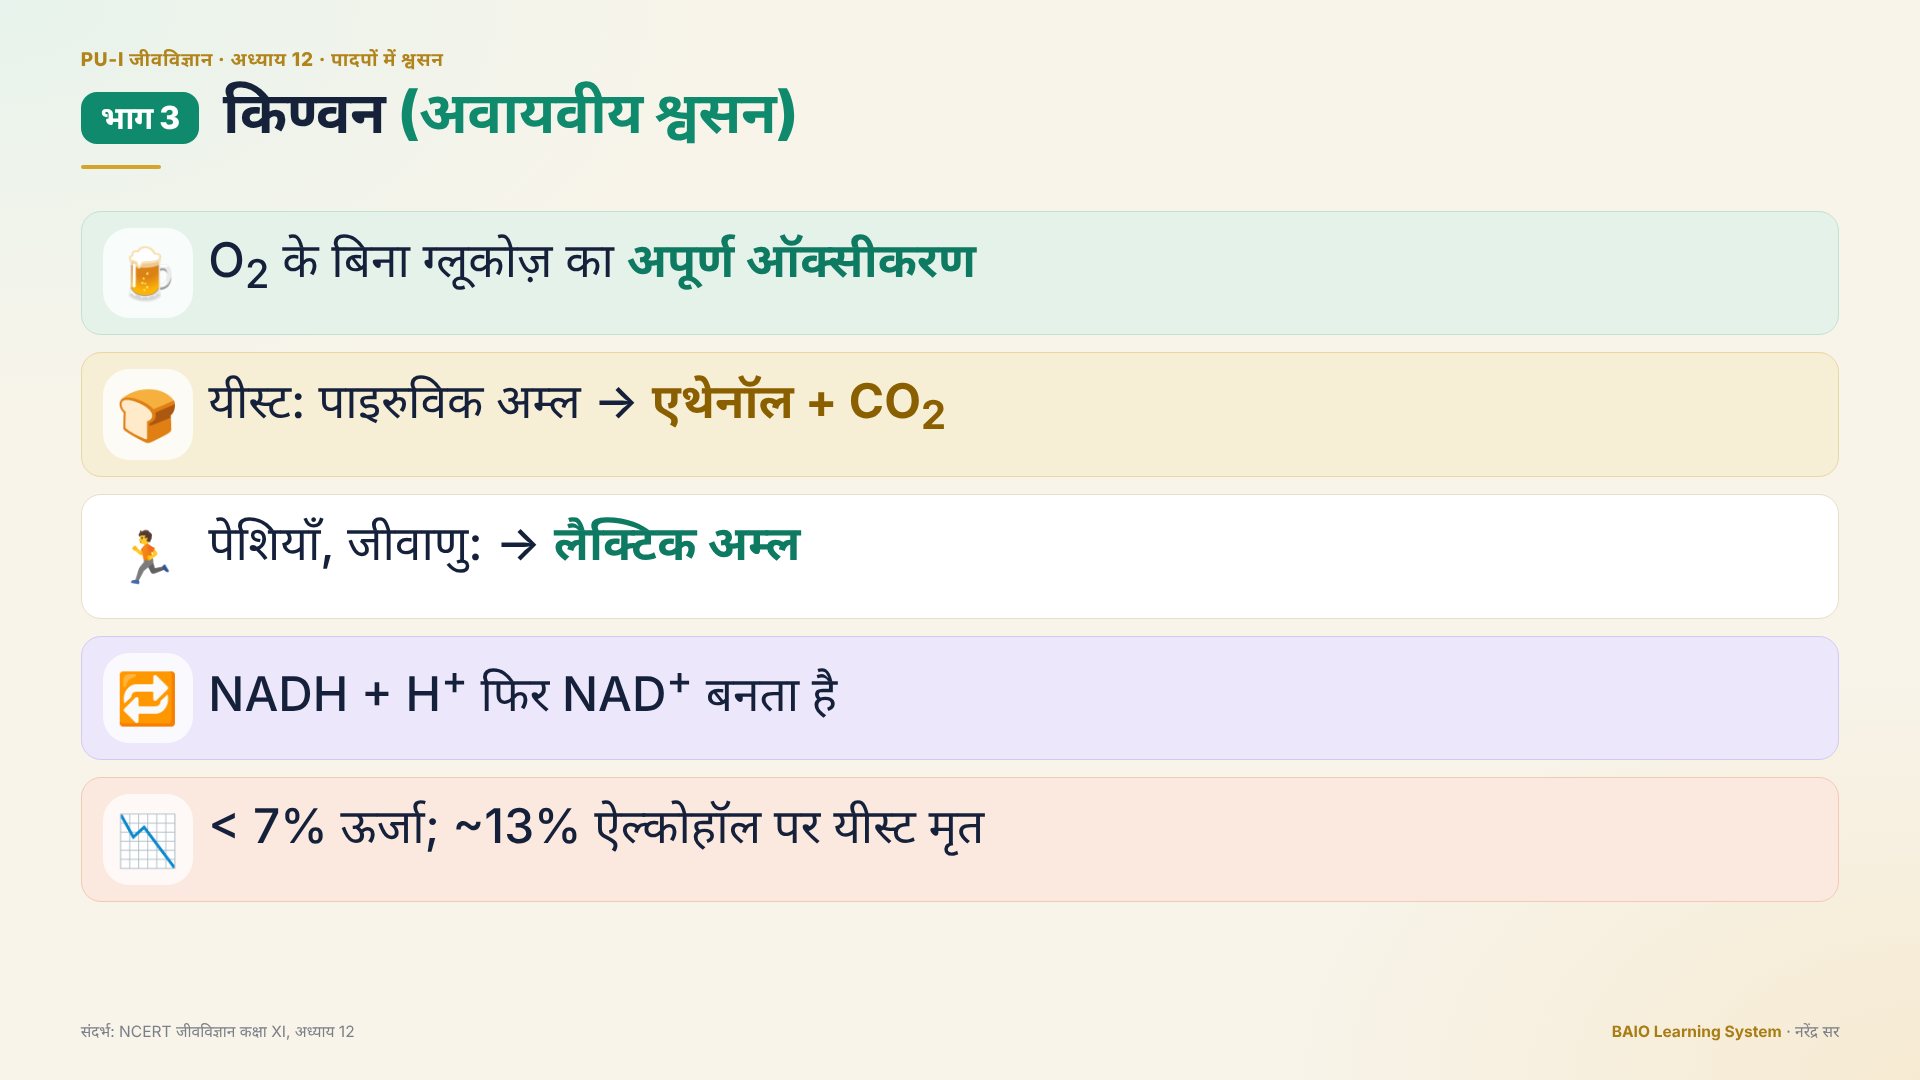 PU-I जीवविज्ञान · अध्याय 12 · पादपों में श्वसन
भाग 3 किण्वन (अवायवीय श्वसन)
O₂ के बिना ग्लूकोज़ का अपूर्ण ऑक्सीकरण
यीस्ट: पाइरुविक अम्ल → एथेनॉल + CO₂
पेशियाँ, जीवाणु: → लैक्टिक अम्ल
NADH + H⁺ फिर NAD⁺ बनता है
< 7% ऊर्जा; ~13% ऐल्कोहॉल पर यीस्ट मृत
संदर्भ: NCERT जीवविज्ञान कक्षा XI, अध्याय 12
BAIO Learning System · नरेंद्र सर